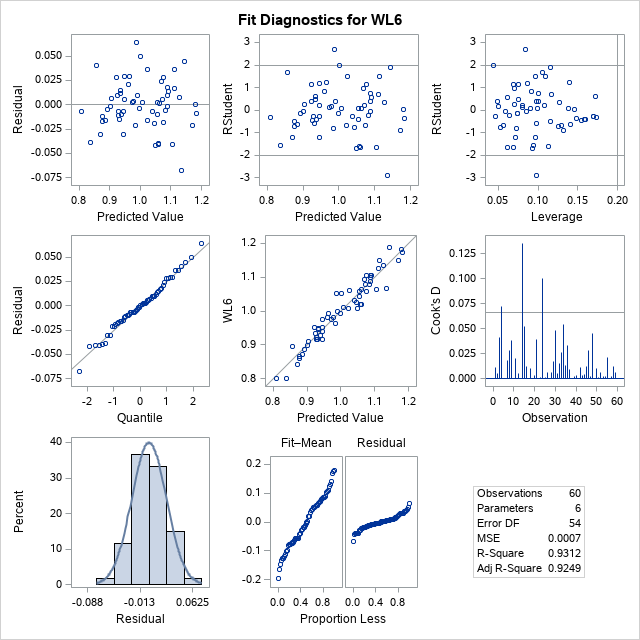 Fit Diagnostics for WL6
0.050
0.025
0.000
-0.025
-0.050
-0.075
Residual
0.8 0.9 1.0 1.1 1.2
Predicted Value
3
2
1
0
-1
-2
-3
RStudent
0.8 0.9 1.0 1.1 1.2
Predicted Value
3
2
1
0
-1
-2
-3
RStudent
0.05 0.10 0.15 0.20
Leverage
0.050
0.025
0.000
-0.025
-0.050
-0.075
Residual
-2 -1 0 1 2
Quantile
1.2
1.1
1.0
0.9
0.8
WL6
0.8 0.9 1.0 1.1 1.2
Predicted Value
0.125
0.100
0.075
0.050
0.025
0.000
Cook's D
0 10 20 30 40 50 60
Observation
40
30
20
10
0
Percent
-0.088 -0.013 0.0625
Residual
Fit–Mean Residual
0.2
0.1
0.0
-0.1
-0.2
0.0 0.4 0.8 0.0 0.4 0.8
Proportion Less
Observations 60
Parameters 6
Error DF 54
MSE 0.0007
R-Square 0.9312
Adj R-Square 0.9249